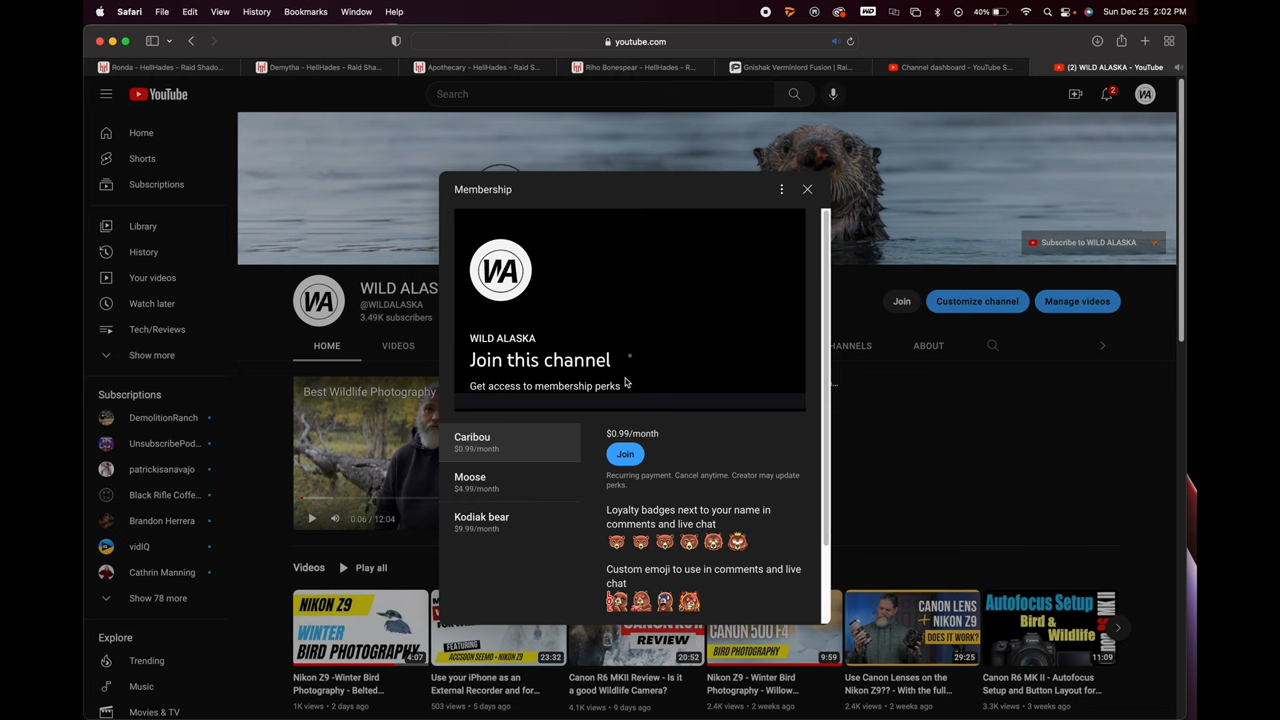 Safari File Edit View History Bookmarks Window Help
40% Sun Dec 25 2:02 PM
youtube.com
Ronda - HellHades - Raid Shado...
Demytha - HellHades - Raid Sha...
Apothecary - HellHades - Raid S...
Riho Bonespear - HellHades - R...
Gnishak Verminlord Fusion | Rai...
Channel dashboard - YouTube S...
(2) WILD ALASKA - YouTube
YouTube
Search
2
WA
Home
Shorts
Subscriptions
Library
History
Your videos
Watch later
Tech/Reviews
Show more
Subscriptions
DemolitionRanch
UnsubscribePod...
patrickisanavajo
Black Rifle Coffe...
Brandon Herrera
vidIQ
Cathrin Manning
Show 78 more
Explore
Trending
Music
Movies & TV
Subscribe to WILD ALASKA
WA
WILD ALAS
@WILDALASKA
3.49K subscribers
Join
Customize channel
Manage videos
HOME
VIDEOS
HANNELS
ABOUT
Best Wildlife Photography
0:06 / 12:04
Membership
WA
WILD ALASKA
Join this channel
Get access to membership perks
Caribou
$0.99/month
Moose
$4.99/month
Kodiak bear
$9.99/month
$0.99/month
Join
Recurring payment. Cancel anytime. Creator may update
perks.
Loyalty badges next to your name in
comments and live chat
Custom emoji to use in comments and live
chat
Videos Play all
NIKON Z9
WINTER
BIRD PHOTOGRAPHY
4:07
Nikon Z9 -Winter Bird
Photography - Belted...
1K views • 2 days ago
FEATURING
ACCSOON SEEMO + NIKON Z9
23:32
Use your iPhone as an
External Recorder and for...
503 views • 5 days ago
REVIEW
20:52
Canon R6 MKII Review - Is it
a good Wildlife Camera?
4.1K views • 9 days ago
CANON 500 F4
BIRD PHOTOGRAPHY
9:59
Nikon Z9 - Winter Bird
Photography - Willow...
2.4K views • 2 weeks ago
CANON LENS
+ NIKON Z9
DOES IT WORK?
29:25
Use Canon Lenses on the
Nikon Z9?? - With the full...
2.4K views • 2 weeks ago
Autofocus Setup
Bird &
Wildlife
11:09
Canon R6 MK II - Autofocus
Setup and Button Layout for...
3.3K views • 3 weeks ago